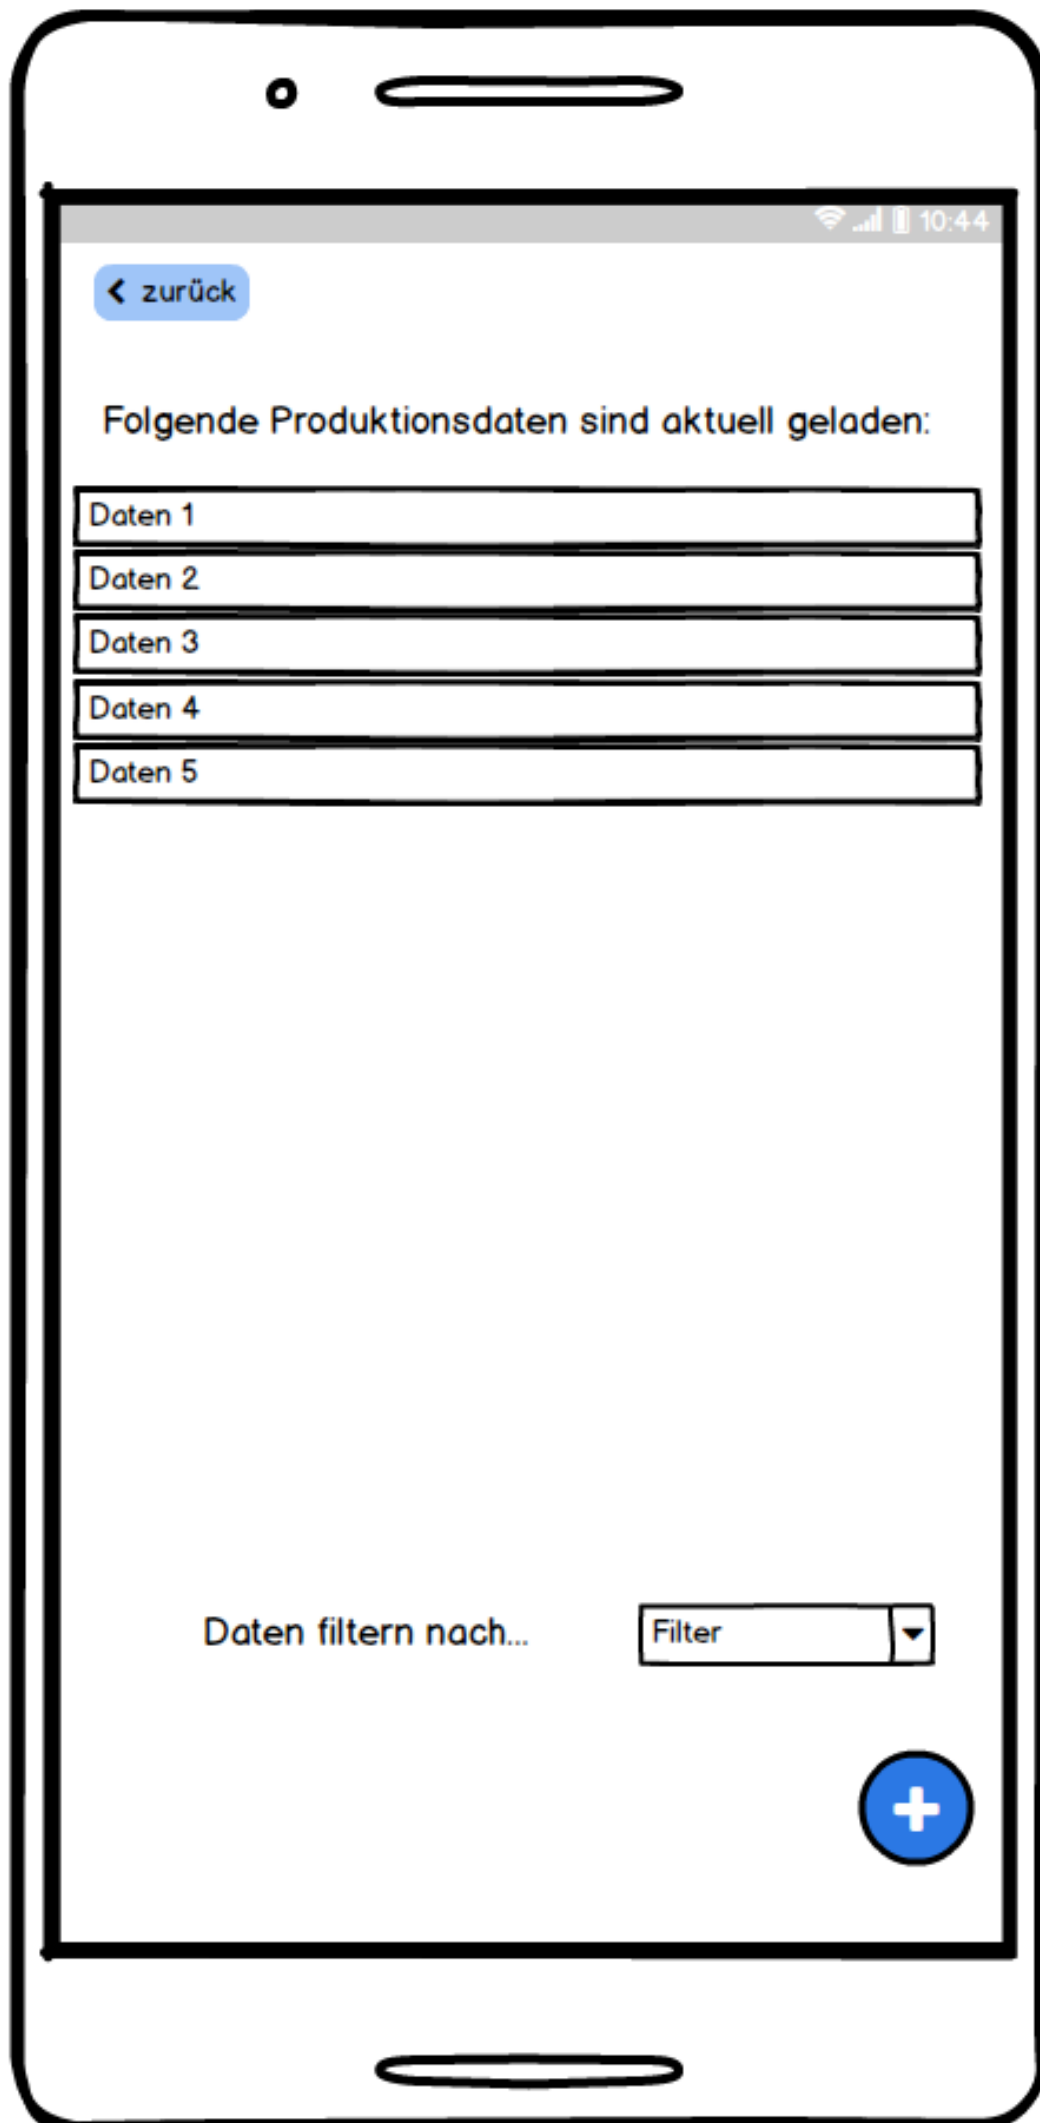 10:44
zurück
Folgende Produktionsdaten sind aktuell geladen:
Daten 1
Daten 2
Daten 3
Daten 4
Daten 5
Daten filtern nach... Filter